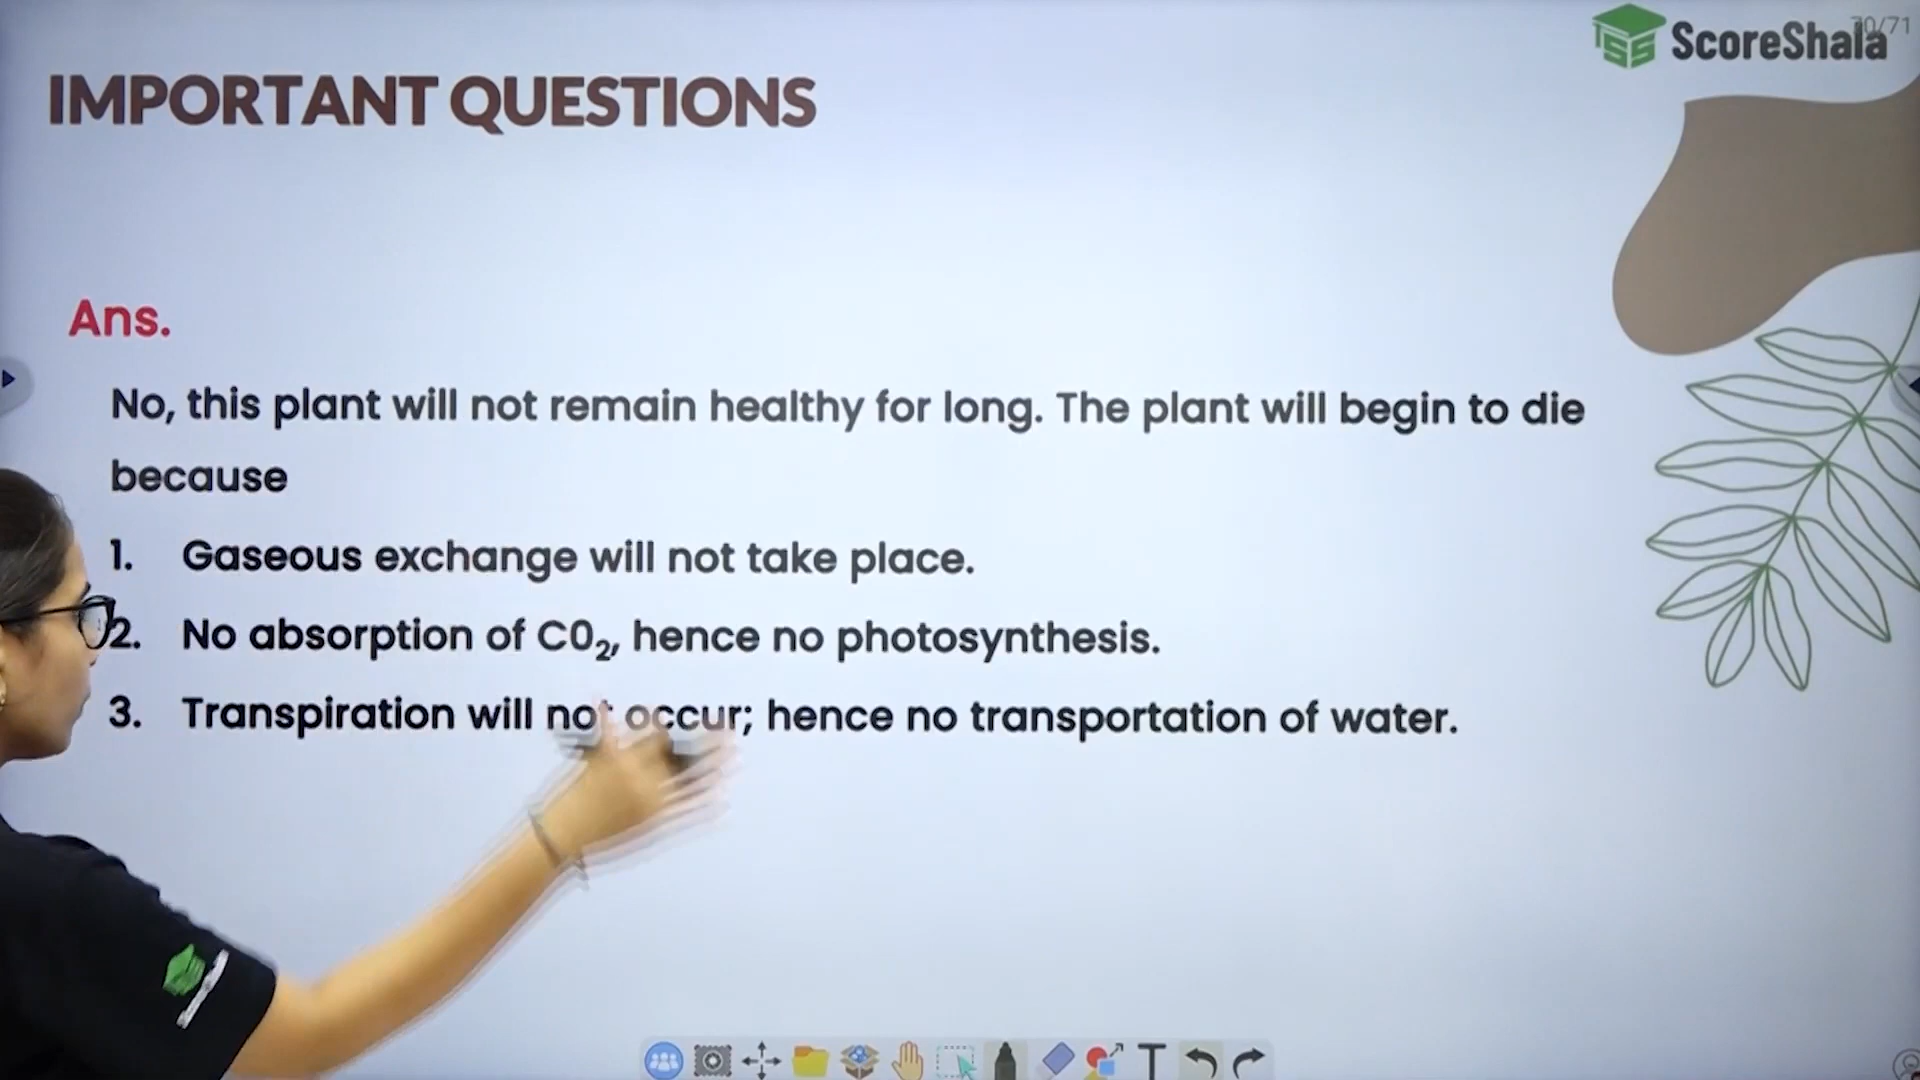 70/71
ScoreShala
IMPORTANT QUESTIONS
Ans.
No, this plant will not remain healthy for long. The plant will begin to die
because
1. Gaseous exchange will not take place.
2. No absorption of C0₂, hence no photosynthesis.
3. Transpiration will not occur; hence no transportation of water.
T